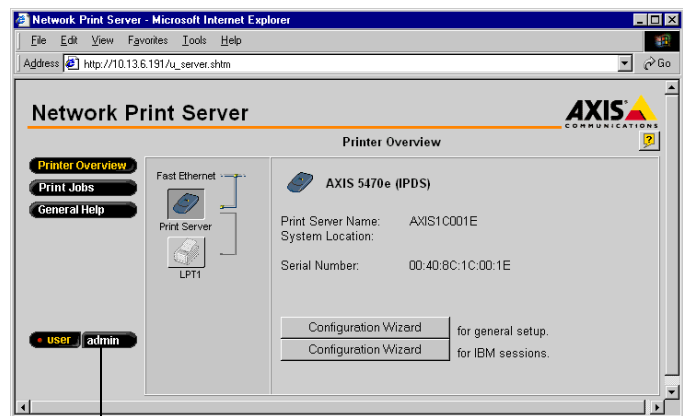 Network Print Server - Microsoft Internet Explorer
File Edit View Favorites Tools Help
Address http://10.13.6.191/u_server.shtm Go
Network Print Server
AXIS
COMMUNICATIONS
Printer Overview
?
Printer Overview
Print Jobs
General Help
Fast Ethernet
Print Server
LPT1
AXIS 5470e (IPDS)
Print Server Name: AXIS1C001E
System Location:
Serial Number: 00:40:8C:1C:00:1E
Configuration Wizard for general setup.
Configuration Wizard for IBM sessions.
user admin